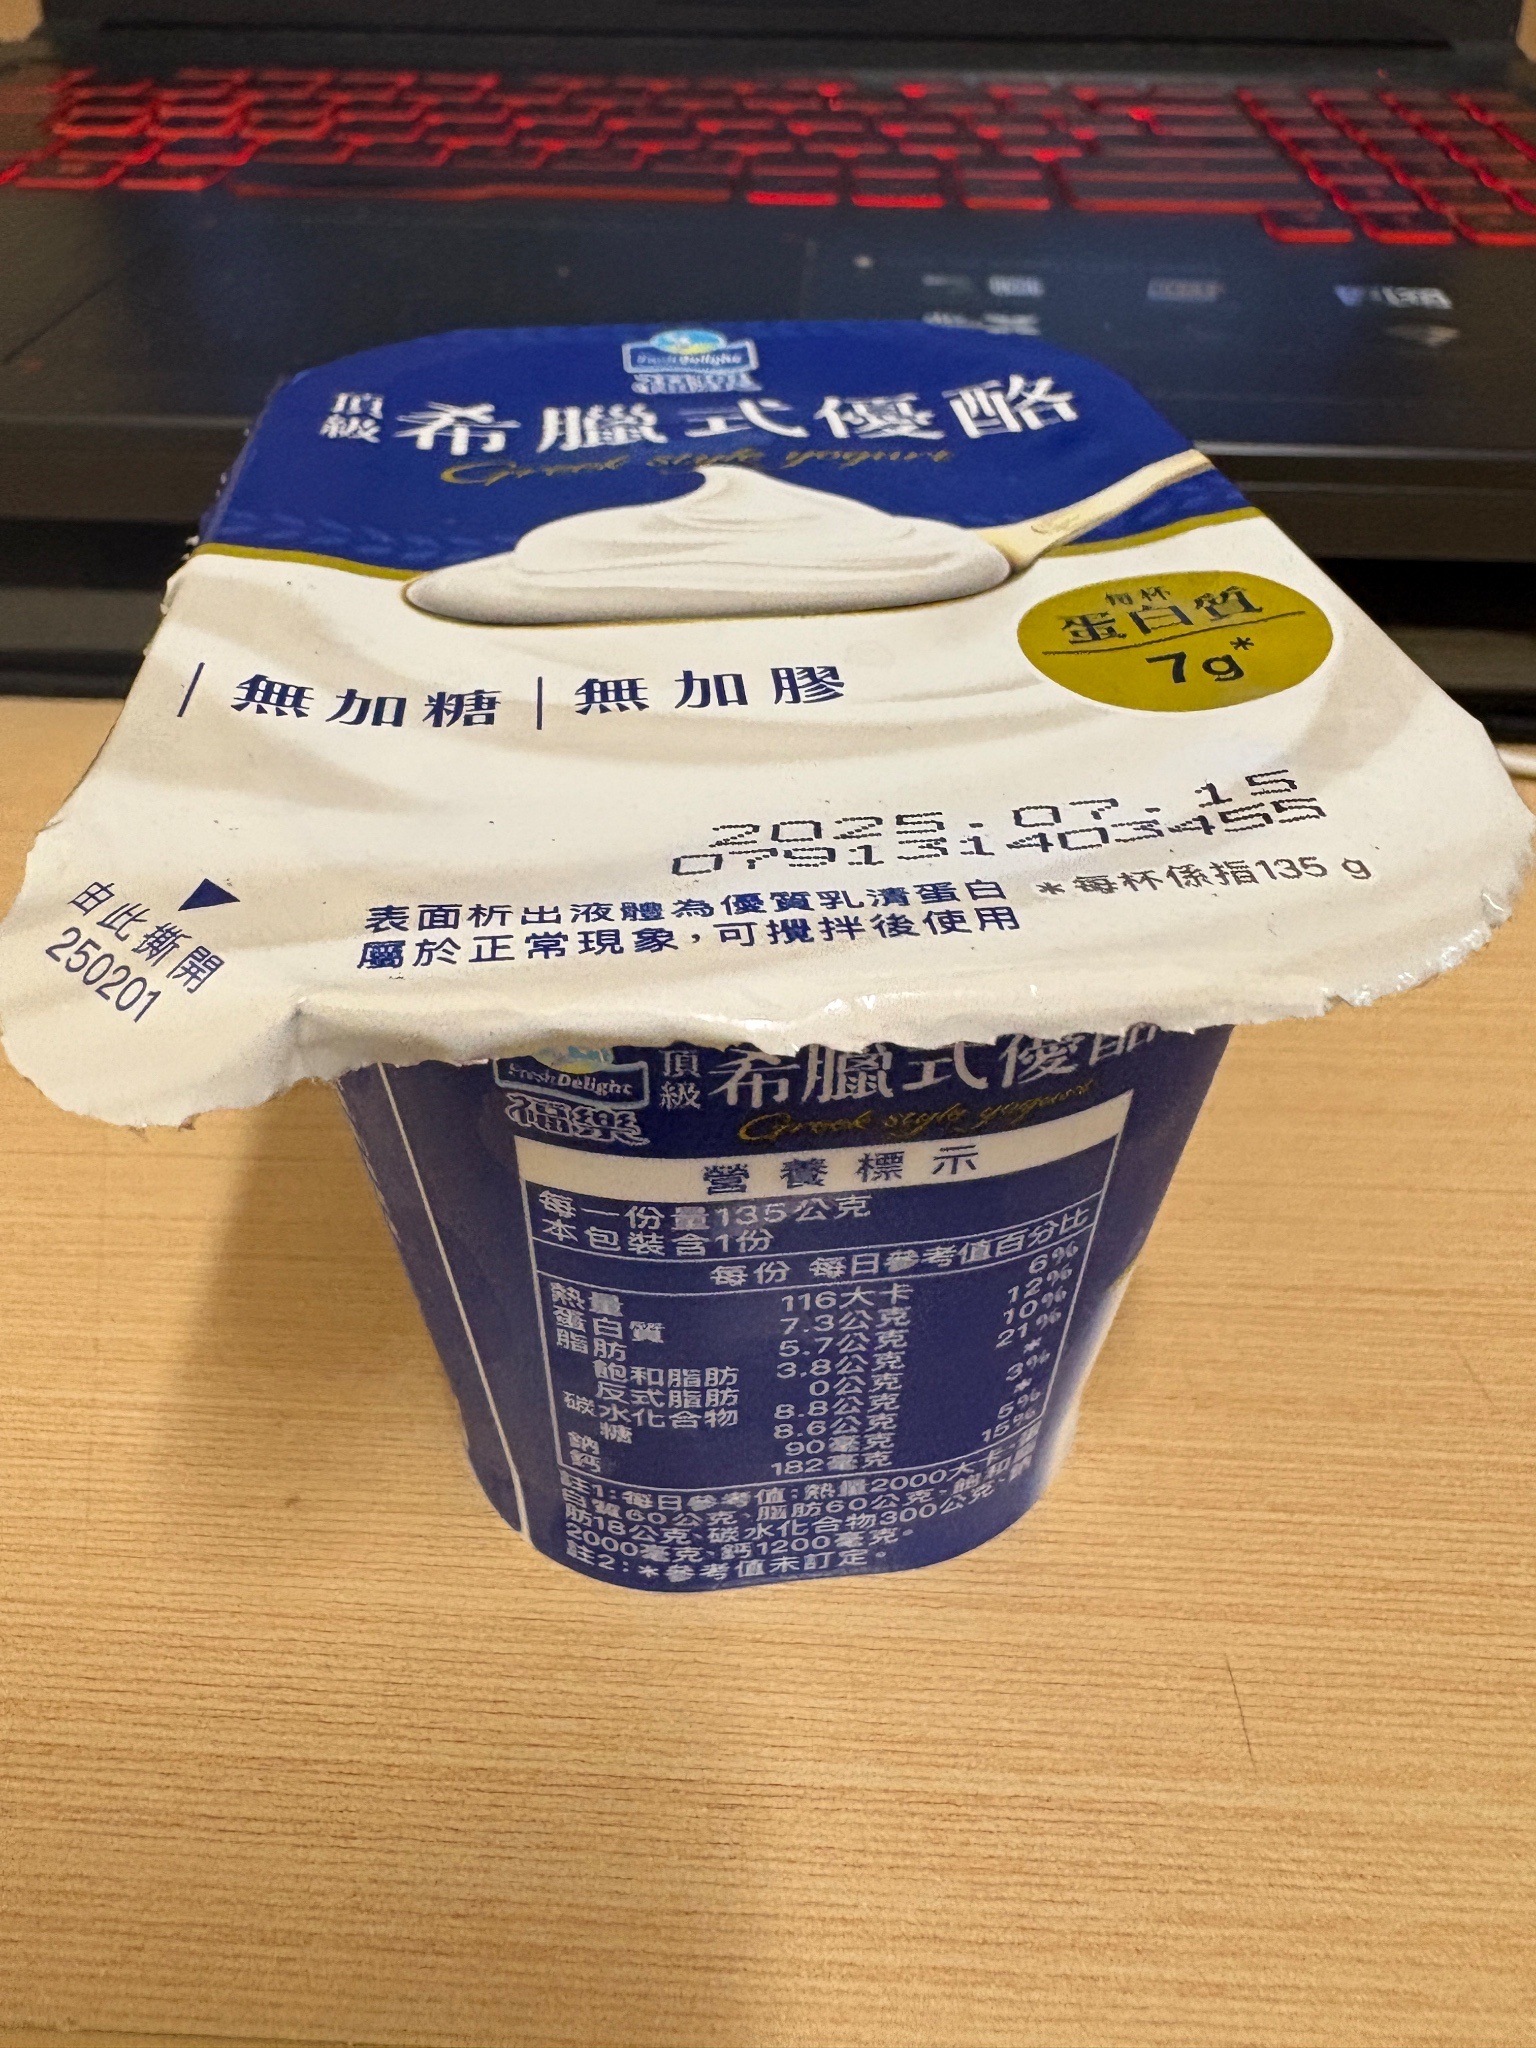 Fresh Delight
福樂
頂級 希臘式優酪
Greek style yogurt
每杯
蛋白質
7g*
無加糖 無加膠
2025.07.15
079131403455
表面析出液體為優質乳清蛋白 *每杯係指135 g
屬於正常現象,可攪拌後使用
由此撕開
250201
Fresh Delight
福樂
頂級 希臘式優酪
Greek style yogurt
營養標示
每一份量135公克
本包裝含1份
每份 每日參考值百分比
熱量 116大卡 6%
蛋白質 7.3公克 12%
脂肪 5.7公克 10%
飽和脂肪 3.8公克 21%
反式脂肪 0公克 *
碳水化合物 8.8公克 3%
糖 8.6公克 *
鈉 90毫克 5%
鈣 182毫克 15%
註1:每日參考值:熱量2000大卡、蛋
白質60公克、脂肪60公克、飽和脂
肪18公克、碳水化合物300公克、鈉
2000毫克、鈣1200毫克。
註2:*參考值未訂定。